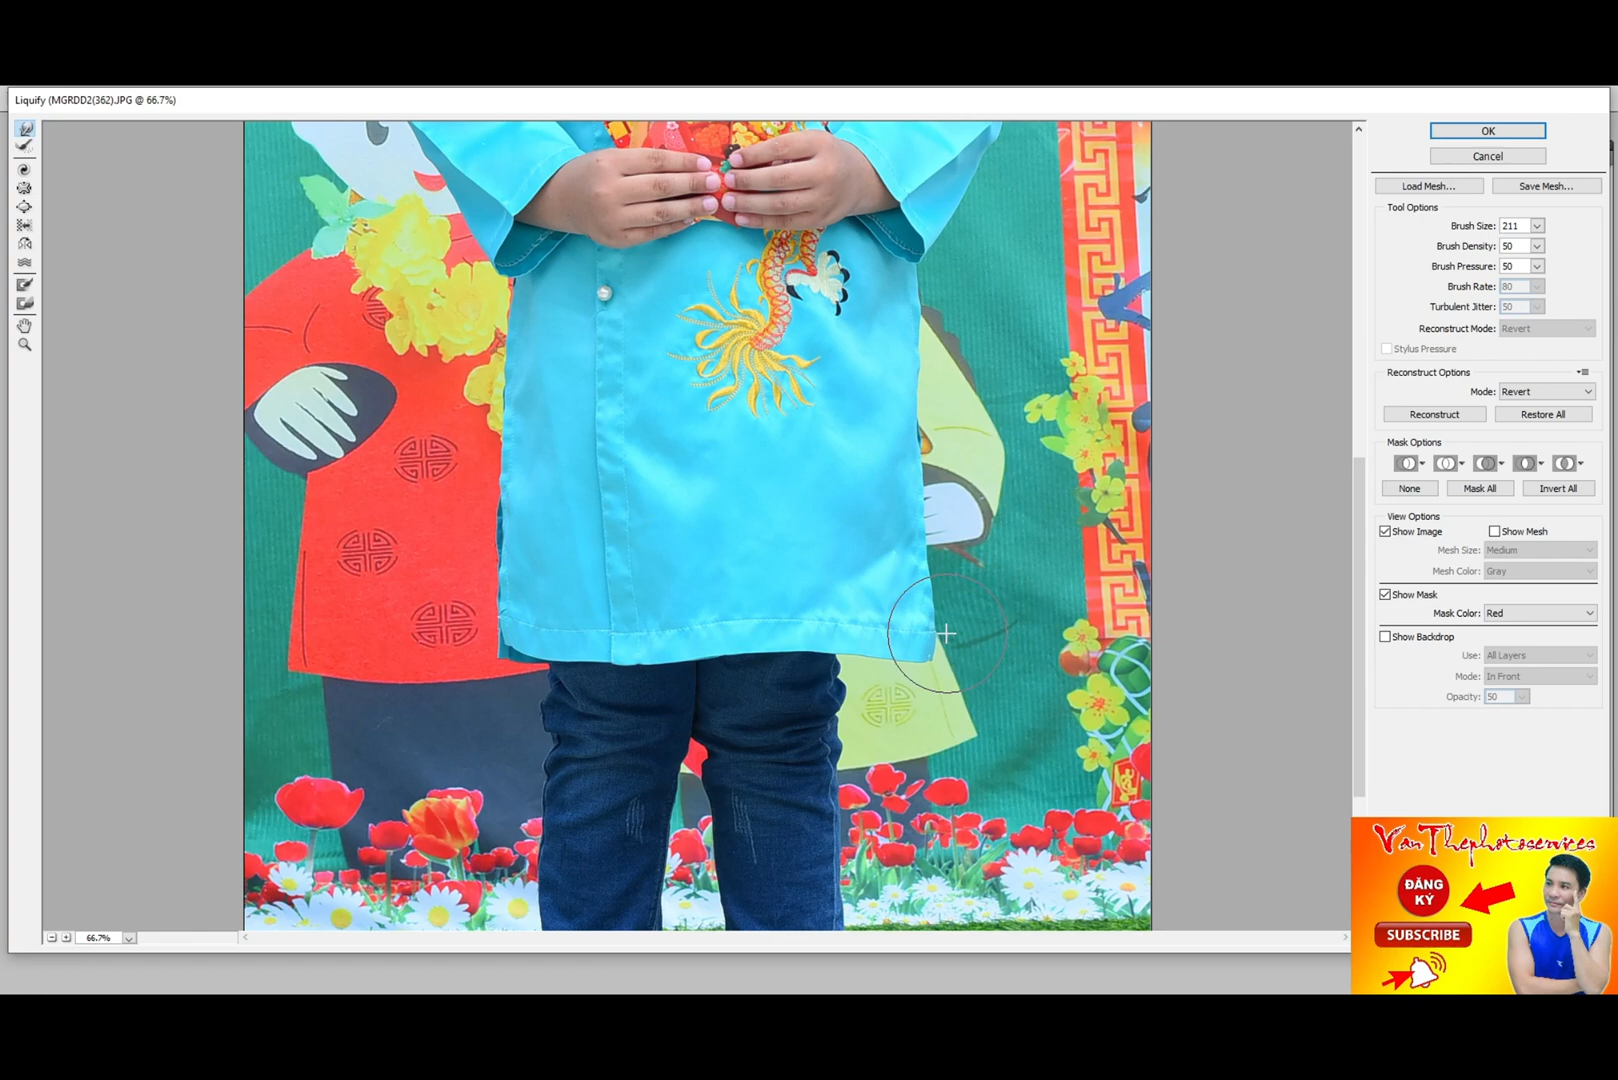 Liquify (MGRDD2(362).JPG @ 66.7%)
OK
Cancel
Load Mesh...
Save Mesh...
Tool Options
Brush Size: 211
Brush Density: 50
Brush Pressure: 50
Brush Rate: 80
Turbulent Jitter: 50
Reconstruct Mode: Revert
Stylus Pressure
Reconstruct Options
Mode: Revert
Reconstruct
Restore All
Mask Options
None
Mask All
Invert All
View Options
Show Image
Show Mesh
Mesh Size: Medium
Mesh Color: Gray
Show Mask
Mask Color: Red
Show Backdrop
Use: All Layers
Mode: In Front
Opacity: 50
VanThephotoservices
ĐĂNG
KÝ
SUBSCRIBE
66.7%